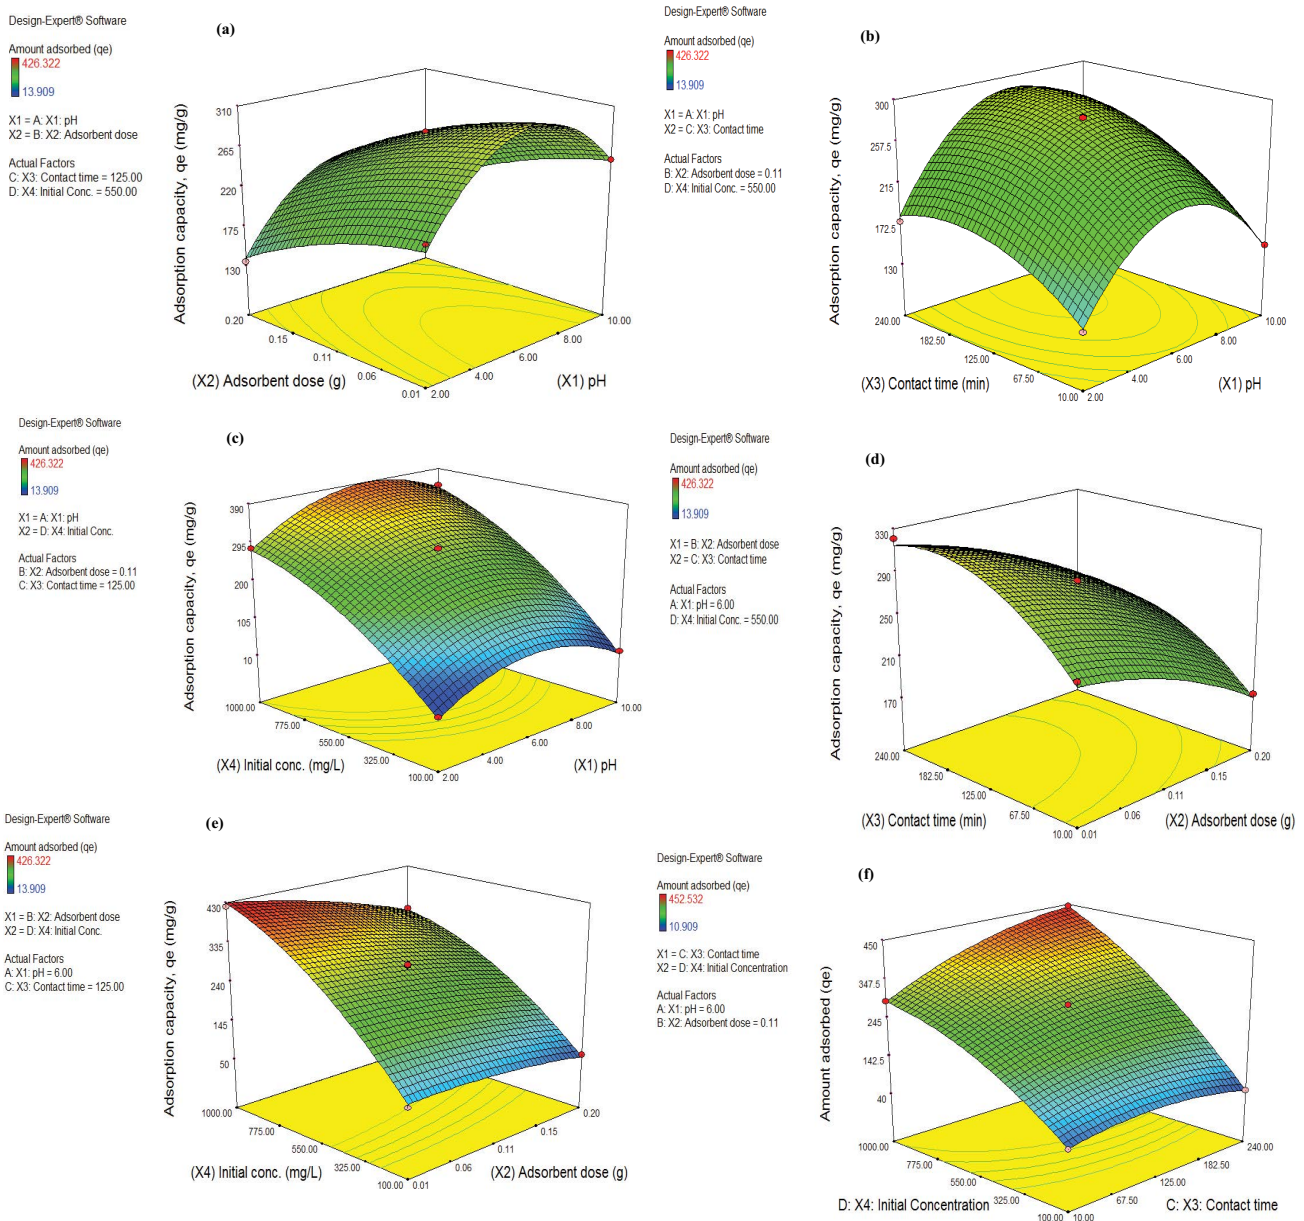 Design-Expert® Software
Amount adsorbed (qe)
426.322
13.909
X1 = A: X1: pH
X2 = B: X2: Adsorbent dose
Actual Factors
C: X3: Contact time = 125.00
D: X4: Initial Conc. = 550.00
(a)
Adsorption capacity, qe (mg/g)
310
265
220
175
130
0.20
0.15
0.11
0.06
0.01
2.00
4.00
6.00
8.00
10.00
(X2) Adsorbent dose (g)
(X1) pH
Design-Expert® Software
Amount adsorbed (qe)
426.322
13.909
X1 = A: X1: pH
X2 = C: X3: Contact time
Actual Factors
B: X2: Adsorbent dose = 0.11
D: X4: Initial Conc. = 550.00
(b)
Adsorption capacity, qe (mg/g)
300
257.5
215
172.5
130
240.00
182.50
125.00
67.50
10.00
2.00
4.00
6.00
8.00
10.00
(X3) Contact time (min)
(X1) pH
Design-Expert® Software
Amount adsorbed (qe)
426.322
13.909
X1 = A: X1: pH
X2 = D: X4: Initial Conc.
Actual Factors
B: X2: Adsorbent dose = 0.11
C: X3: Contact time = 125.00
(c)
Adsorption capacity, qe (mg/g)
390
295
200
105
10
1000.00
775.00
550.00
325.00
100.00
2.00
4.00
6.00
8.00
10.00
(X4) Initial conc. (mg/L)
(X1) pH
Design-Expert® Software
Amount adsorbed (qe)
426.322
13.909
X1 = B: X2: Adsorbent dose
X2 = C: X3: Contact time
Actual Factors
A: X1: pH = 6.00
D: X4: Initial Conc. = 550.00
(d)
Adsorption capacity, qe (mg/g)
330
290
250
210
170
240.00
182.50
125.00
67.50
10.00
0.01
0.06
0.11
0.15
0.20
(X3) Contact time (min)
(X2) Adsorbent dose (g)
Design-Expert® Software
Amount adsorbed (qe)
426.322
13.909
X1 = B: X2: Adsorbent dose
X2 = D: X4: Initial Conc.
Actual Factors
A: X1: pH = 6.00
C: X3: Contact time = 125.00
(e)
Adsorption capacity, qe (mg/g)
430
335
240
145
50
1000.00
775.00
550.00
325.00
100.00
0.01
0.06
0.11
0.15
0.20
(X4) Initial conc. (mg/L)
(X2) Adsorbent dose (g)
Design-Expert® Software
Amount adsorbed (qe)
452.532
10.909
X1 = C: X3: Contact time
X2 = D: X4: Initial Concentration
Actual Factors
A: X1: pH = 6.00
B: X2: Adsorbent dose = 0.11
(f)
Amount adsorbed (qe)
450
347.5
245
142.5
40
1000.00
775.00
550.00
325.00
100.00
10.00
67.50
125.00
182.50
240.00
D: X4: Initial Concentration
C: X3: Contact time